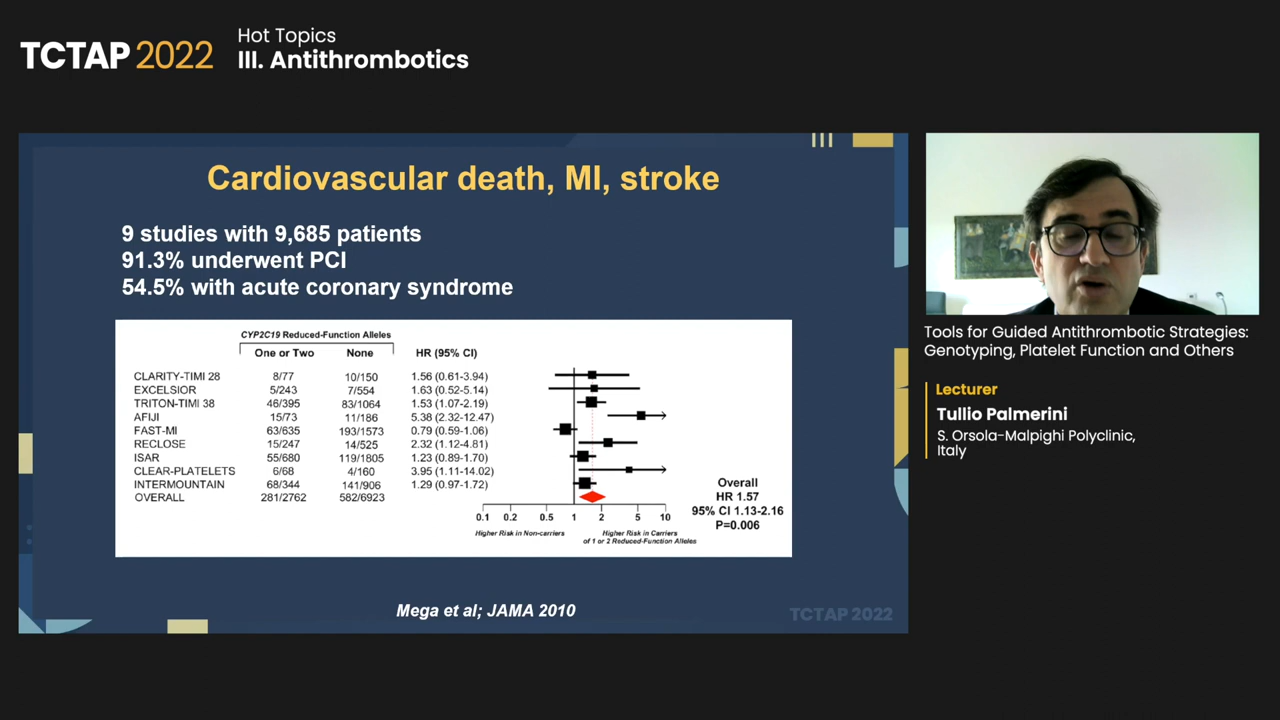 TCTAP 2022
Hot Topics
III. Antithrombotics
Cardiovascular death, MI, stroke
9 studies with 9,685 patients
91.3% underwent PCI
54.5% with acute coronary syndrome
CYP2C19 Reduced-Function Alleles
One or Two None HR (95% CI)
CLARITY-TIMI 28 8/77 10/150 1.56 (0.61-3.94)
EXCELSIOR 5/243 7/554 1.63 (0.52-5.14)
TRITON-TIMI 38 46/395 83/1064 1.53 (1.07-2.19)
AFIJI 15/73 11/186 5.38 (2.32-12.47)
FAST-MI 63/635 193/1573 0.79 (0.59-1.06)
RECLOSE 15/247 14/525 2.32 (1.12-4.81)
ISAR 55/680 119/1805 1.23 (0.89-1.70)
CLEAR-PLATELETS 6/68 4/160 3.95 (1.11-14.02)
INTERMOUNTAIN 68/344 141/906 1.29 (0.97-1.72)
OVERALL 281/2762 582/6923
0.1 0.2 0.5 1 2 5 10
Higher Risk in Non-carriers
Higher Risk in Carriers
of 1 or 2 Reduced-Function Alleles
Overall
HR 1.57
95% CI 1.13-2.16
P=0.006
Mega et al; JAMA 2010
TCTAP 2022
Tools for Guided Antithrombotic Strategies:
Genotyping, Platelet Function and Others
Lecturer
Tullio Palmerini
S. Orsola-Malpighi Polyclinic,
Italy